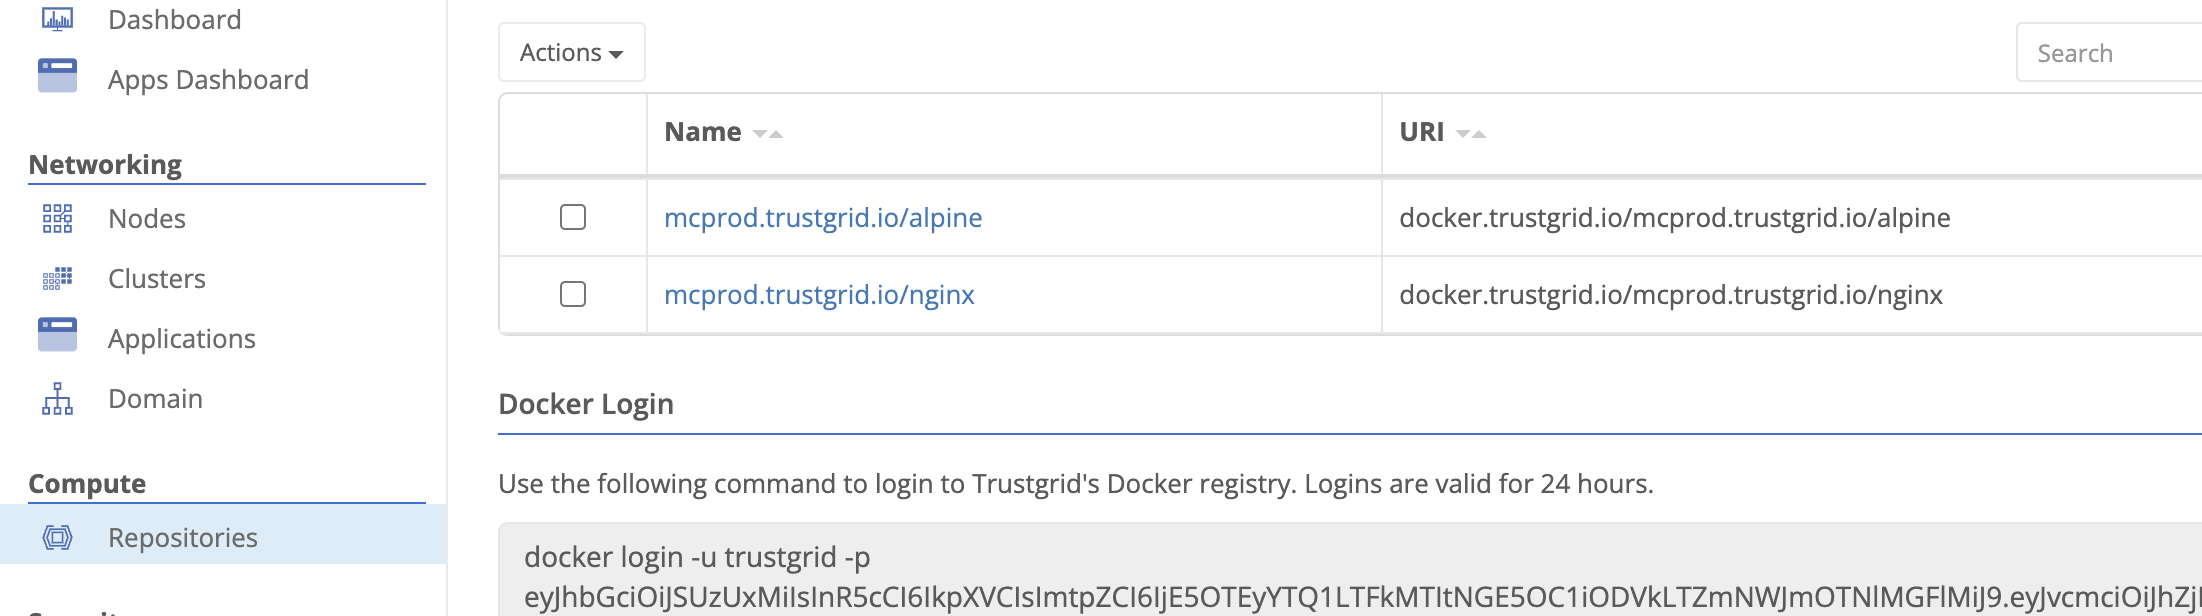 Dashboard
Apps Dashboard
Networking
Nodes
Clusters
Applications
Domain
Compute
Repositories
Actions
Search
Name URI
mcprod.trustgrid.io/alpine docker.trustgrid.io/mcprod.trustgrid.io/alpine
mcprod.trustgrid.io/nginx docker.trustgrid.io/mcprod.trustgrid.io/nginx
Docker Login
Use the following command to login to Trustgrid's Docker registry. Logins are valid for 24 hours.
docker login -u trustgrid -p
eyJhbGciOiJSUzUxMiIsInR5cCI6IkpXVCIsImtpZCI6IjE5OTEyYTQ1LTFkMTItNGE5OC1iODVkLTZmNWJmOTNlMGFlMiJ9.eyJvcmciOiJhZj